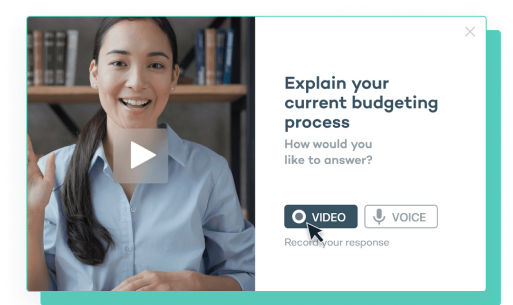 Explain your
current budgeting
process
How would you
like to answer?
VIDEO
VOICE
Record your response